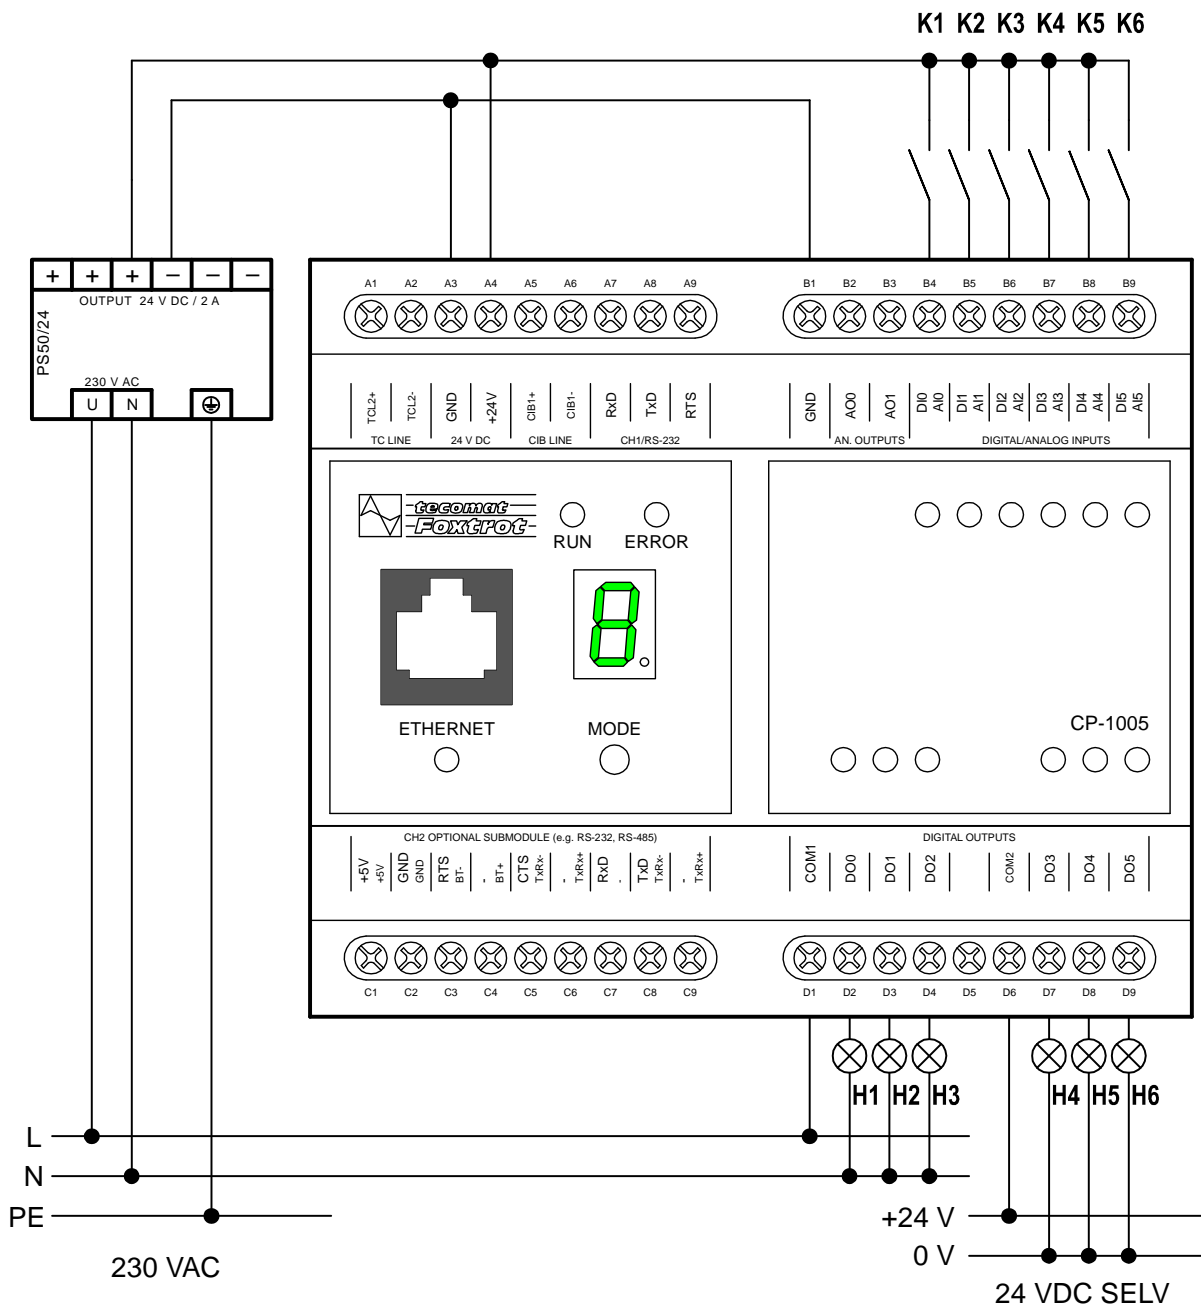 K1 K2 K3 K4 K5 K6
+ + + − − −
OUTPUT 24 V DC / 2 A
PS50/24
230 V AC
U N
A1 A2 A3 A4 A5 A6 A7 A8 A9
B1 B2 B3 B4 B5 B6 B7 B8 B9
TCL2+ TCL2- GND +24V CIB1+ CIB1- RxD TxD RTS
TC LINE 24 V DC CIB LINE CH1/RS-232
GND AO0 AO1 DI0 AI0 DI1 AI1 DI2 AI2 DI3 AI3 DI4 AI4 DI5 AI5
AN. OUTPUTS DIGITAL/ANALOG INPUTS
tecomat
Foxtrot
RUN ERROR
8.
ETHERNET MODE
CP-1005
CH2 OPTIONAL SUBMODULE (e.g. RS-232, RS-485)
+5V +5V GND GND RTS BT- - BT+ CTS TxRx- - TxRx+ RxD - TxD TxRx- - TxRx+
DIGITAL OUTPUTS
COM1 DO0 DO1 DO2 COM2 DO3 DO4 DO5
C1 C2 C3 C4 C5 C6 C7 C8 C9
D1 D2 D3 D4 D5 D6 D7 D8 D9
H1 H2 H3 H4 H5 H6
L
N
PE
230 VAC
+24 V
0 V
24 VDC SELV